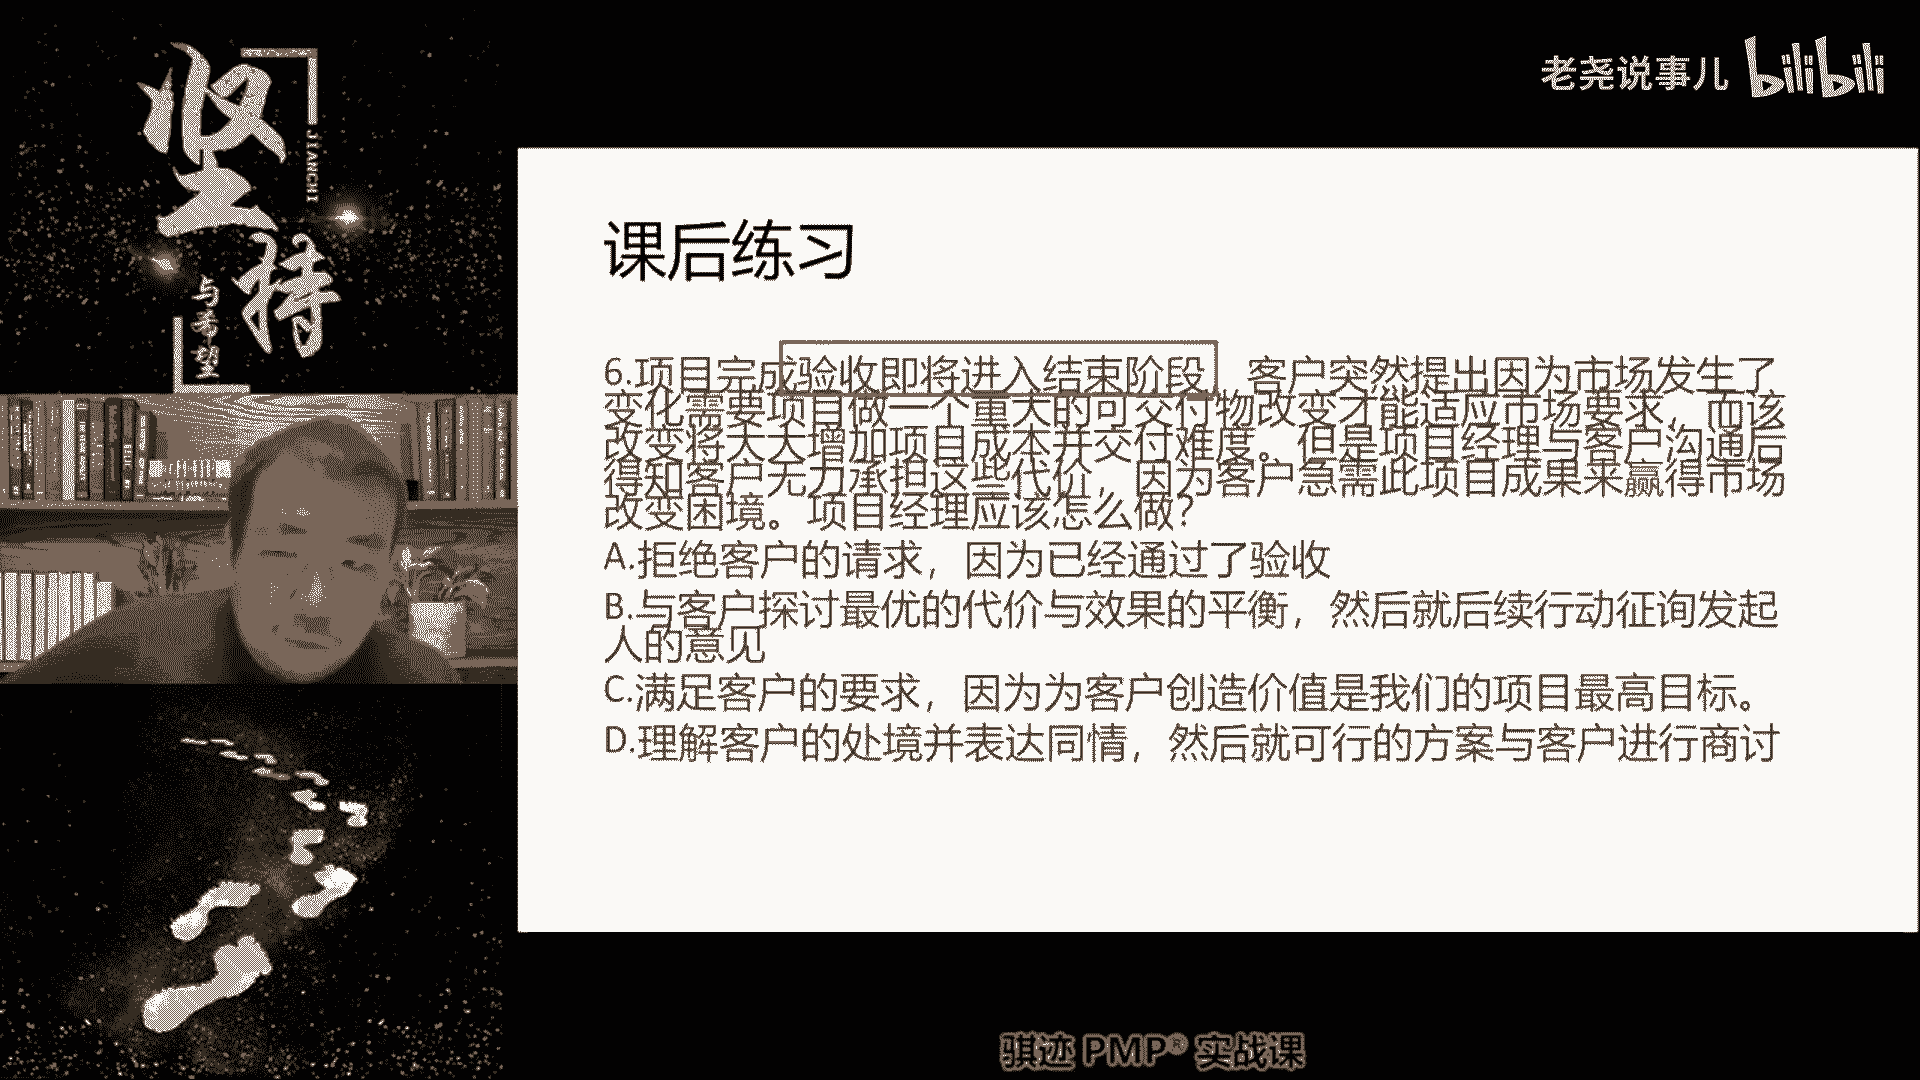 坚持
JIANCHI
与希望
老尧说事儿 bilibili
课后练习
6.项目完成验收即将进入结束阶段，客户突然提出因为市场发生了
变化需要项目做一个重大的可交付物改变才能适应市场要求，而该
改变将大大增加项目成本并交付难度。但是项目经理与客户沟通后
得知客户无力承担这些代价，因为客户急需此项目成果来赢得市场
改变困境。项目经理应该怎么做？
A.拒绝客户的请求，因为已经通过了验收
B.与客户探讨最优的代价与效果的平衡，然后就后续行动征询发起
人的意见
C.满足客户的要求，因为为客户创造价值是我们的项目最高目标。
D.理解客户的处境并表达同情，然后就可行的方案与客户进行商讨
骐迹 PMP® 实战课